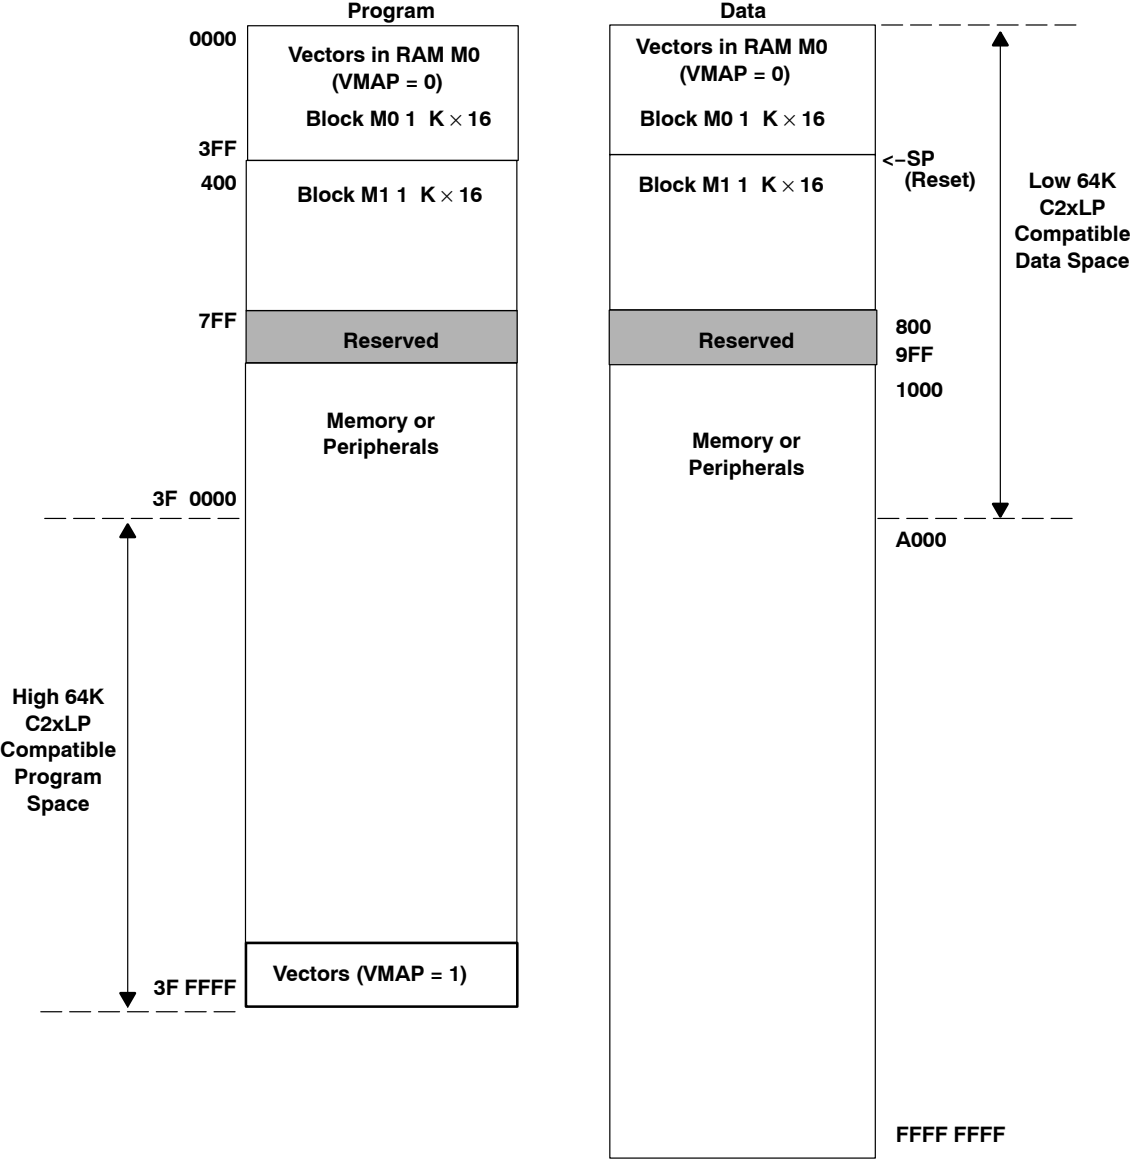 Program
0000
Vectors in RAM M0
(VMAP = 0)
Block M0 1 K × 16
3FF
400
Block M1 1 K × 16
7FF
Reserved
Memory or
Peripherals
3F 0000
High 64K
C2xLP
Compatible
Program
Space
Vectors (VMAP = 1)
3F FFFF
Data
Vectors in RAM M0
(VMAP = 0)
Block M0 1 K × 16
<–SP
(Reset)
Block M1 1 K × 16
Low 64K
C2xLP
Compatible
Data Space
Reserved
800
9FF
1000
Memory or
Peripherals
A000
FFFF FFFF